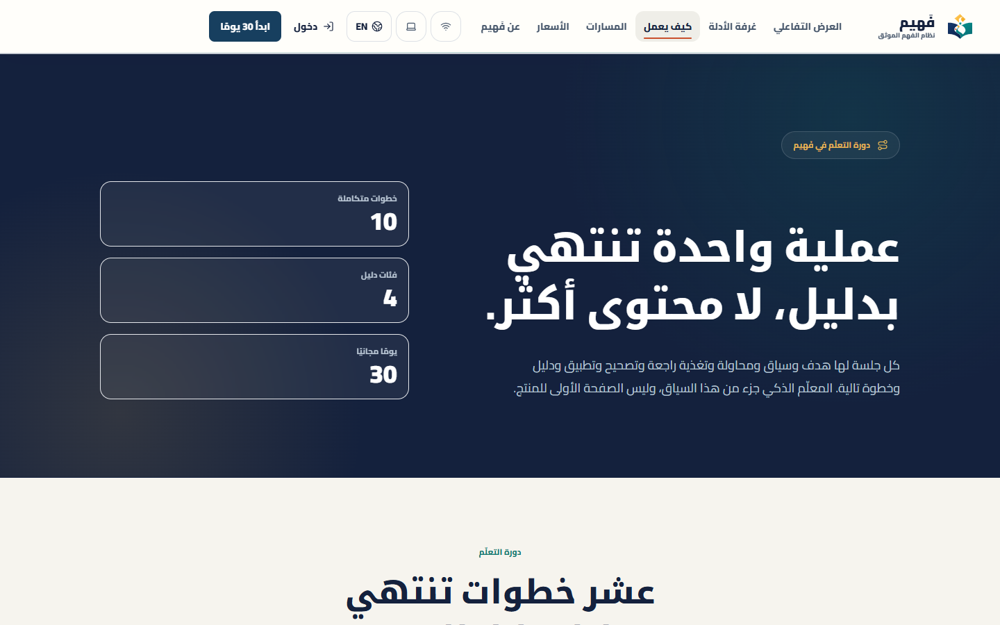 فَهيم
نظام الفهم الموثق
العرض التفاعلي
غرفة الأدلة
كيف يعمل
المسارات
الأسعار
عن فَهيم
EN
دخول
ابدأ 30 يومًا
دورة التعلّم في فَهيم
عملية واحدة تنتهي
بدليل، لا محتوى أكثر.
كل جلسة لها هدف وسياق ومحاولة وتغذية راجعة وتصحيح وتطبيق ودليل
وخطوة تالية. المعلّم الذكي جزء من هذا السياق، وليس الصفحة الأولى للمنتج.
خطوات متكاملة
10
فئات دليل
4
يومًا مجانيًا
30
دورة التعلّم
عشر خطوات تنتهي